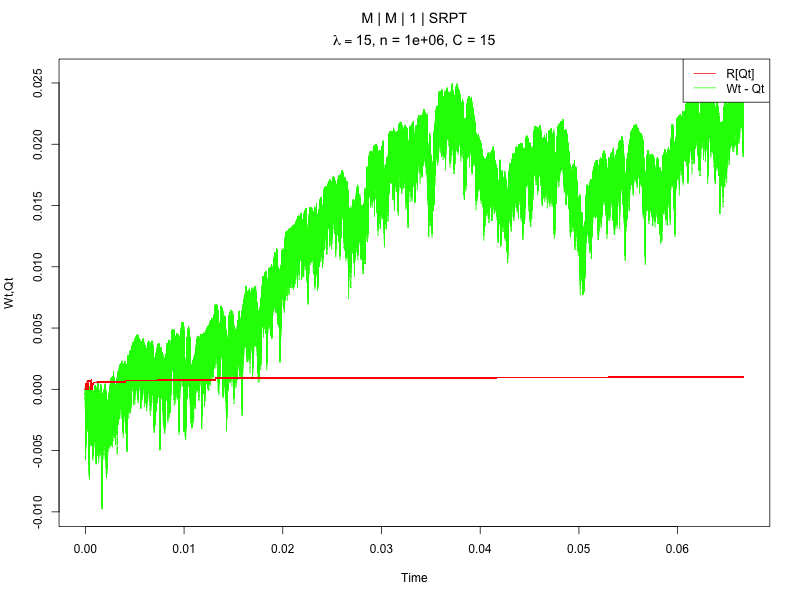 M | M | 1 | SRPT
λ = 15, n = 1e+06, C = 15
R[Qt]
Wt - Qt
0.025
0.020
0.015
0.010
0.005
0.000
-0.005
-0.010
Wt,Qt
0.00 0.01 0.02 0.03 0.04 0.05 0.06
Time